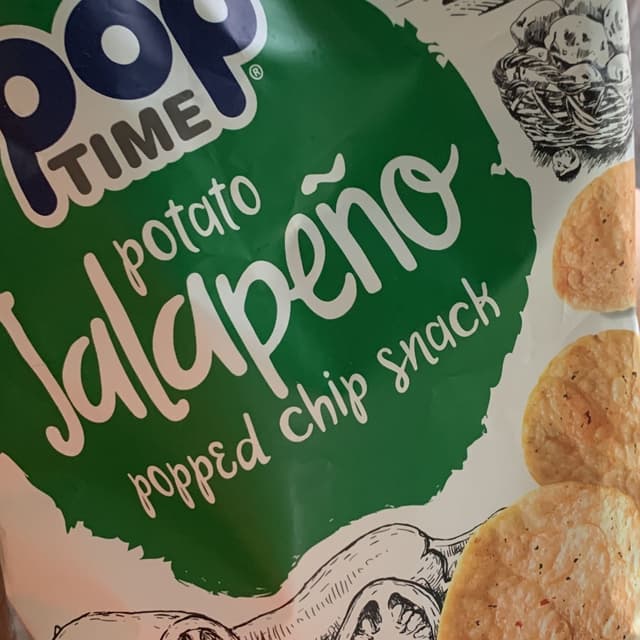 pop
TIME®
potato
Jalapeño
popped chip snack